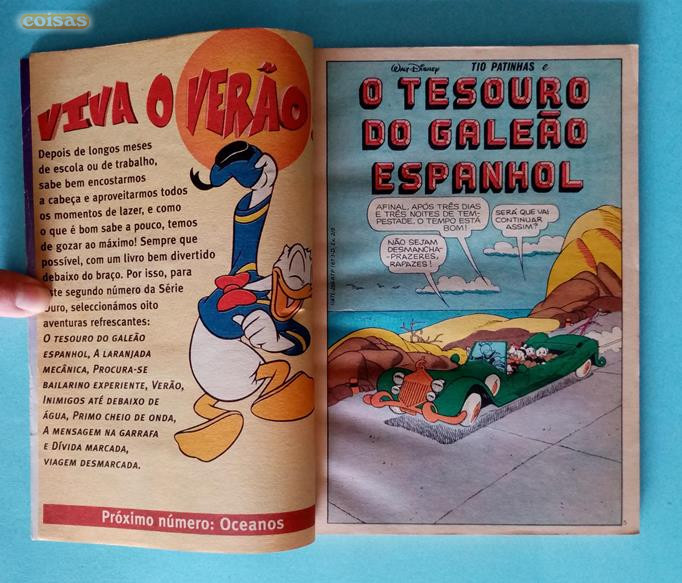 coisas
VIVA O VERÃO
Depois de longos meses
de escola ou de trabalho,
sabe bem encostarmos
a cabeça e aproveitarmos todos
os momentos de lazer, e como
o que é bom sabe a pouco, temos
de gozar ao máximo! Sempre que
possível, com um livro bem divertido
debaixo do braço. Por isso, para
este segundo número da Série
Ouro, selecionámos oito
aventuras refrescantes:
O TESOURO DO GALEÃO
ESPANHOL, A LARANJADA
MECÂNICA, PROCURA-SE
BAILARINO EXPERIENTE, VERÃO,
INIMIGOS ATÉ DEBAIXO DE
ÁGUA, PRIMO CHEIO DE ONDA,
A MENSAGEM NA GARRAFA
E DÍVIDA MARCADA,
VIAGEM DESMARCADA.
Próximo número: Oceanos
WALT DISNEY TIO PATINHAS e
O TESOURO
DO GALEÃO
ESPANHOL
AFINAL, APÓS TRÊS DIAS
E TRÊS NOITES DE TEM-
PESTADE, O TEMPO ESTÁ
BOM!
SERÁ QUE VAI
CONTINUAR
ASSIM?
NÃO SEJAM
DESMANCHA-
-PRAZERES,
RAPAZES!
5